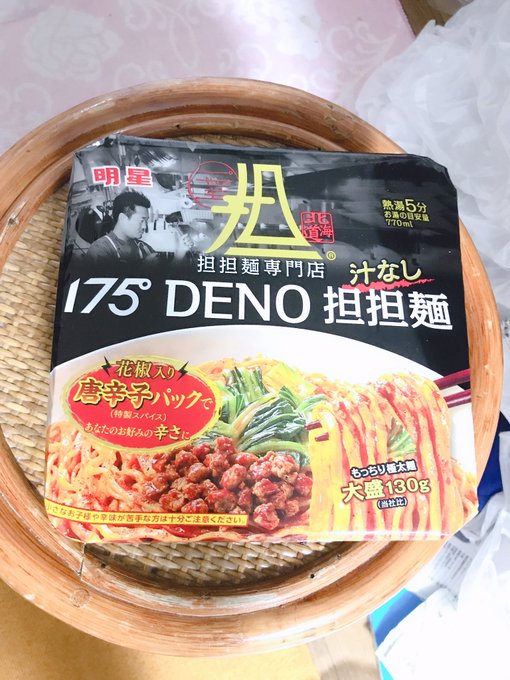 明星
担
北海道
熱湯5分
お湯の目安量
770ml
担担麺専門店
®
汁なし
175° DENO 担担麺
花椒入り
唐辛子パックで
(特製スパイス)
あなたのお好みの辛さに
もっちり極太麺
大盛130g
(当社比)
小さなお子様や辛味が苦手な方は十分ご注意ください。